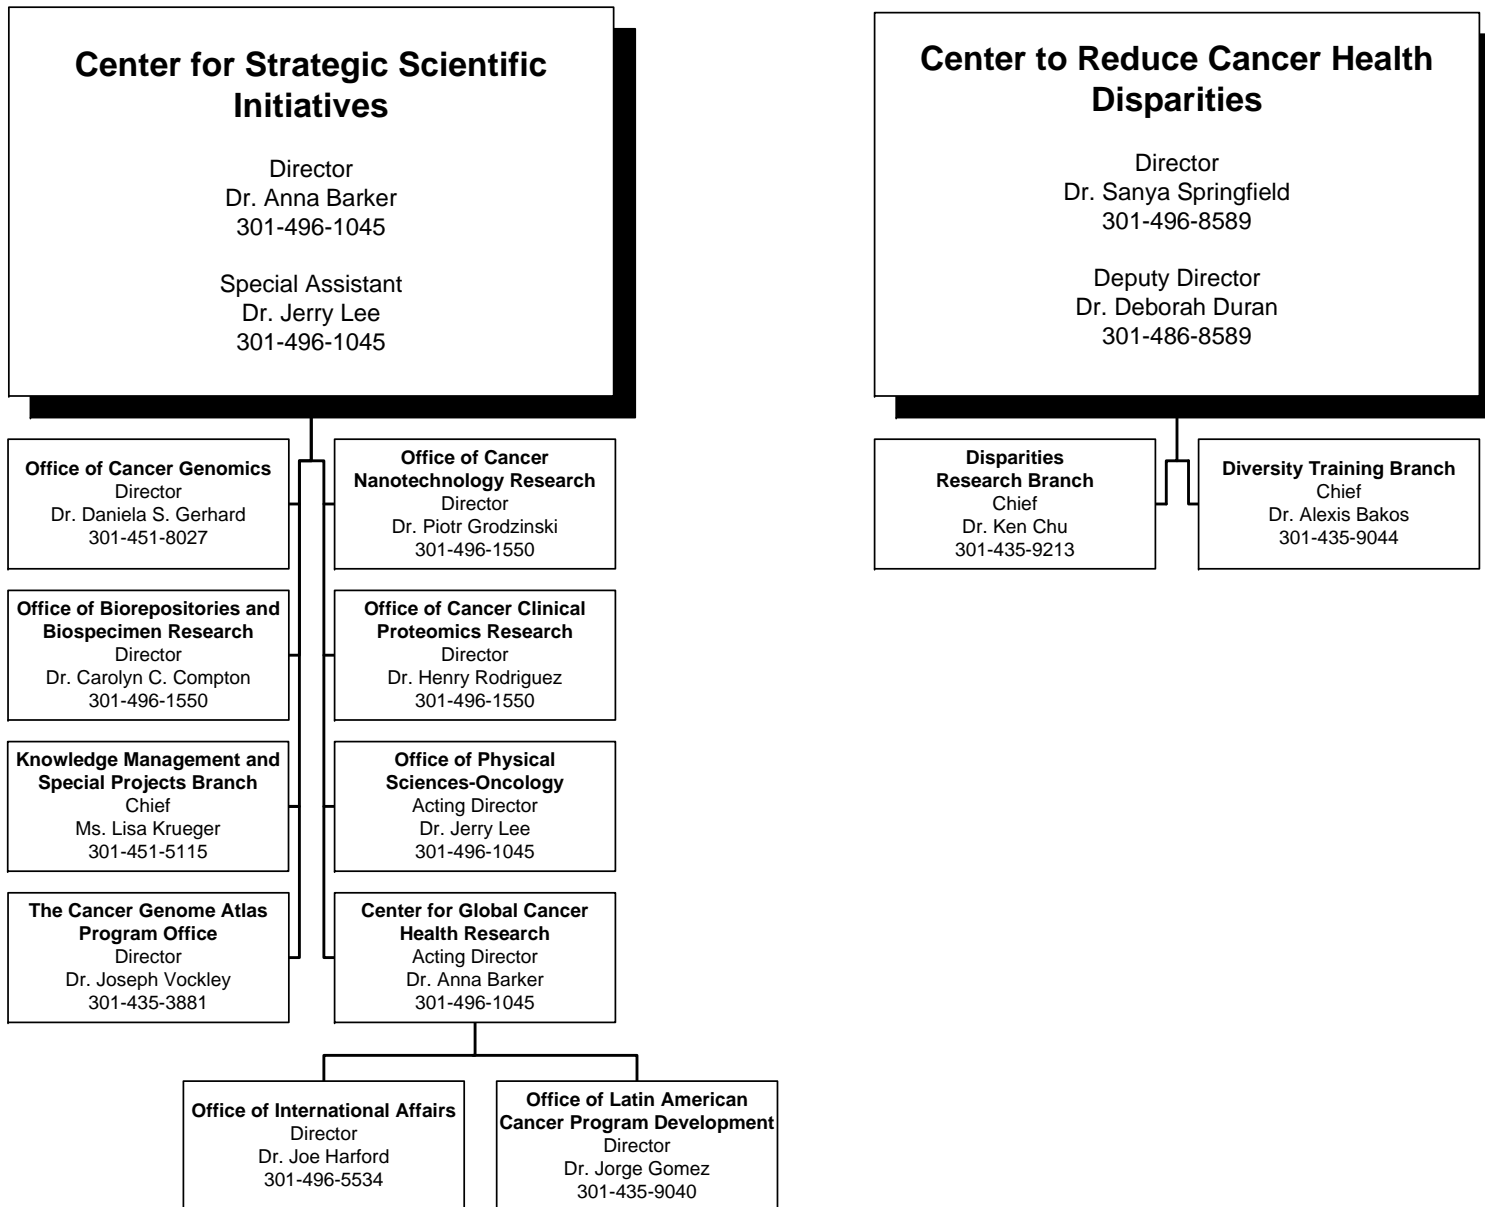 Center for Strategic Scientific
Initiatives
Director
Dr. Anna Barker
301-496-1045
Special Assistant
Dr. Jerry Lee
301-496-1045
Center to Reduce Cancer Health
Disparities
Director
Dr. Sanya Springfield
301-496-8589
Deputy Director
Dr. Deborah Duran
301-486-8589
Office of Cancer Genomics
Director
Dr. Daniela S. Gerhard
301-451-8027
Office of Cancer
Nanotechnology Research
Director
Dr. Piotr Grodzinski
301-496-1550
Disparities
Research Branch
Chief
Dr. Ken Chu
301-435-9213
Diversity Training Branch
Chief
Dr. Alexis Bakos
301-435-9044
Office of Biorepositories and
Biospecimen Research
Director
Dr. Carolyn C. Compton
301-496-1550
Office of Cancer Clinical
Proteomics Research
Director
Dr. Henry Rodriguez
301-496-1550
Knowledge Management and
Special Projects Branch
Chief
Ms. Lisa Krueger
301-451-5115
Office of Physical
Sciences-Oncology
Acting Director
Dr. Jerry Lee
301-496-1045
The Cancer Genome Atlas
Program Office
Director
Dr. Joseph Vockley
301-435-3881
Center for Global Cancer
Health Research
Acting Director
Dr. Anna Barker
301-496-1045
Office of International Affairs
Director
Dr. Joe Harford
301-496-5534
Office of Latin American
Cancer Program Development
Director
Dr. Jorge Gomez
301-435-9040